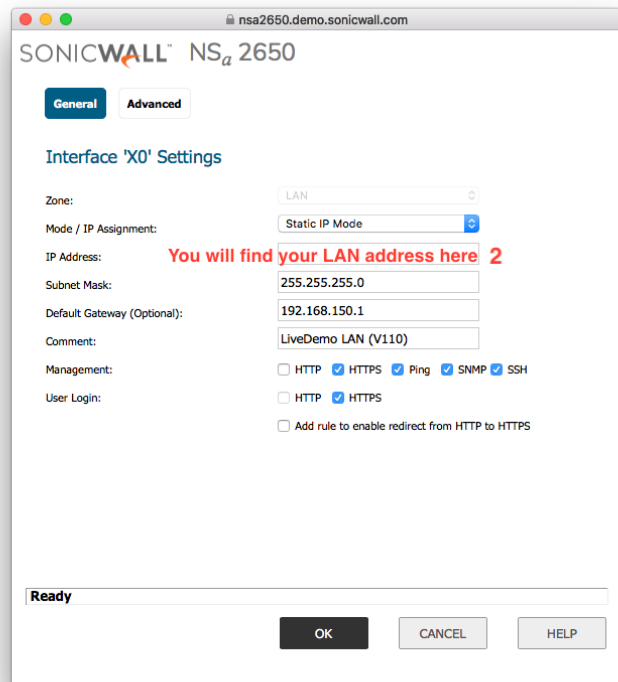 nsa2650.demo.sonicwall.com
SONICWALL™ NSa 2650
General Advanced
Interface 'X0' Settings
Zone: LAN
Mode / IP Assignment: Static IP Mode
IP Address: You will find your LAN address here 2
Subnet Mask: 255.255.255.0
Default Gateway (Optional): 192.168.150.1
Comment: LiveDemo LAN (V110)
Management: HTTP HTTPS Ping SNMP SSH
User Login: HTTP HTTPS
Add rule to enable redirect from HTTP to HTTPS
Ready
OK CANCEL HELP